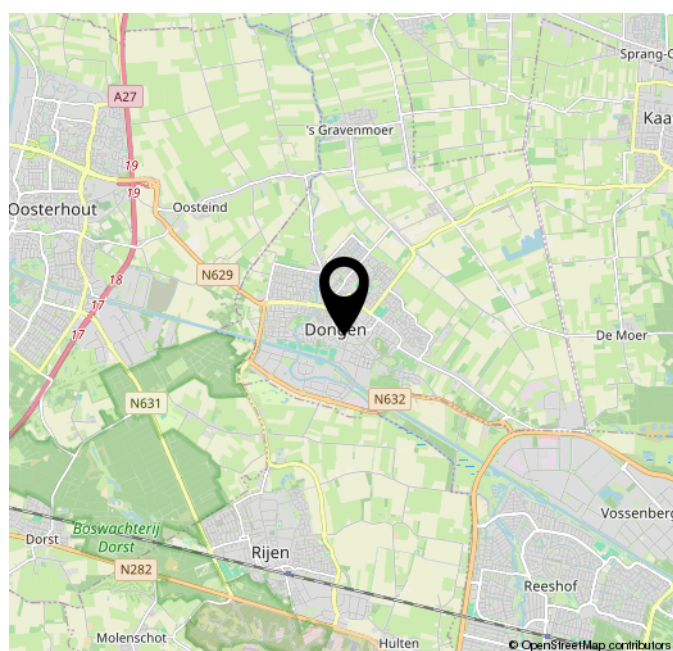 Sprang-C
A27
Kaat
's Gravenmoer
19
19
Oosterhout
Oosteind
N629
18
17
17
Dongen
De Moer
N631
N632
Vossenberg
Boswachterij
Dorst
Dorst
Rijen
N282
Reeshof
Molenschot
Hulten
© OpenStreetMap contributors